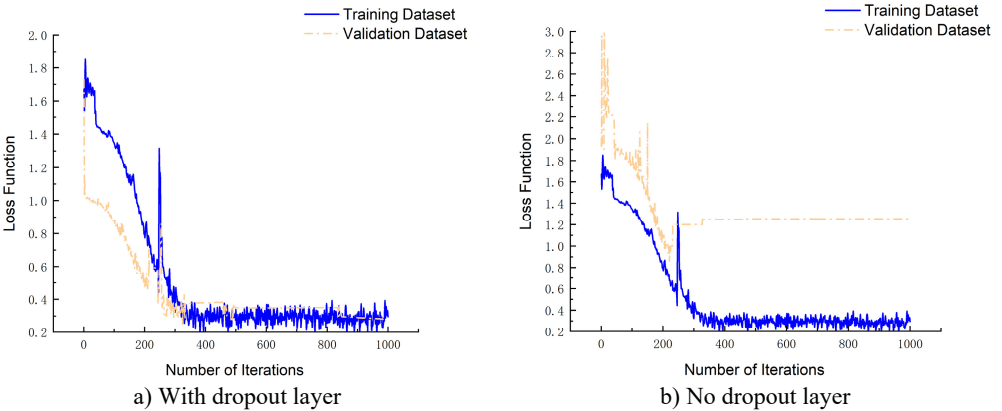 Training Dataset
Validation Dataset
2.0
1.8
1.6
1.4
1.2
1.0
0.8
0.6
0.4
0.2
Loss Function
0 200 400 600 800 1000
Number of Iterations
a) With dropout layer
Training Dataset
Validation Dataset
3.0
2.8
2.6
2.4
2.2
2.0
1.8
1.6
1.4
1.2
1.0
0.8
0.6
0.4
0.2
Loss Function
0 200 400 600 800 1000
Number of Iterations
b) No dropout layer